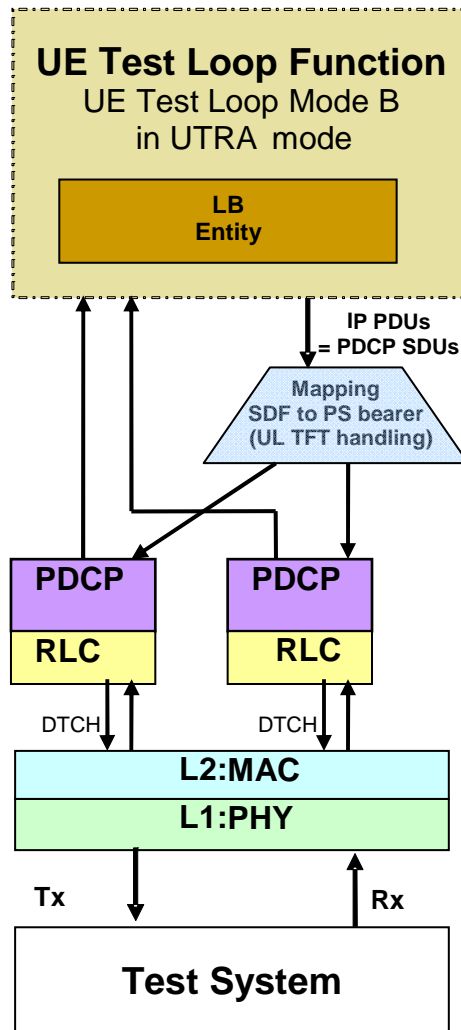 UE Test Loop Function
UE Test Loop Mode B
in UTRA mode
LB
Entity
IP PDUs
= PDCP SDUs
Mapping
SDF to PS bearer
(UL TFT handling)
PDCP
PDCP
RLC
RLC
DTCH
DTCH
L2:MAC
L1:PHY
Tx
Rx
Test System